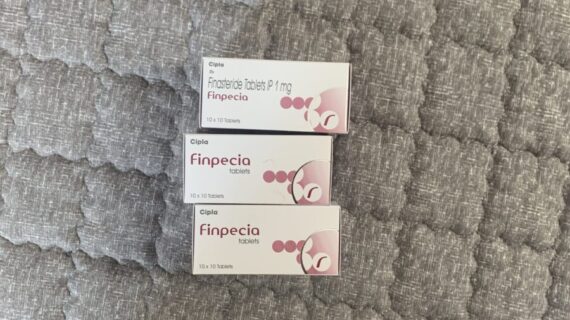 Cipla
Rx
Finasteride Tablets IP 1 mg
Finpecia
10 x 10 Tablets
Cipla
Finpecia
tablets
10 x 10 Tablets
Cipla
Finpecia
tablets
10 x 10 Tablets